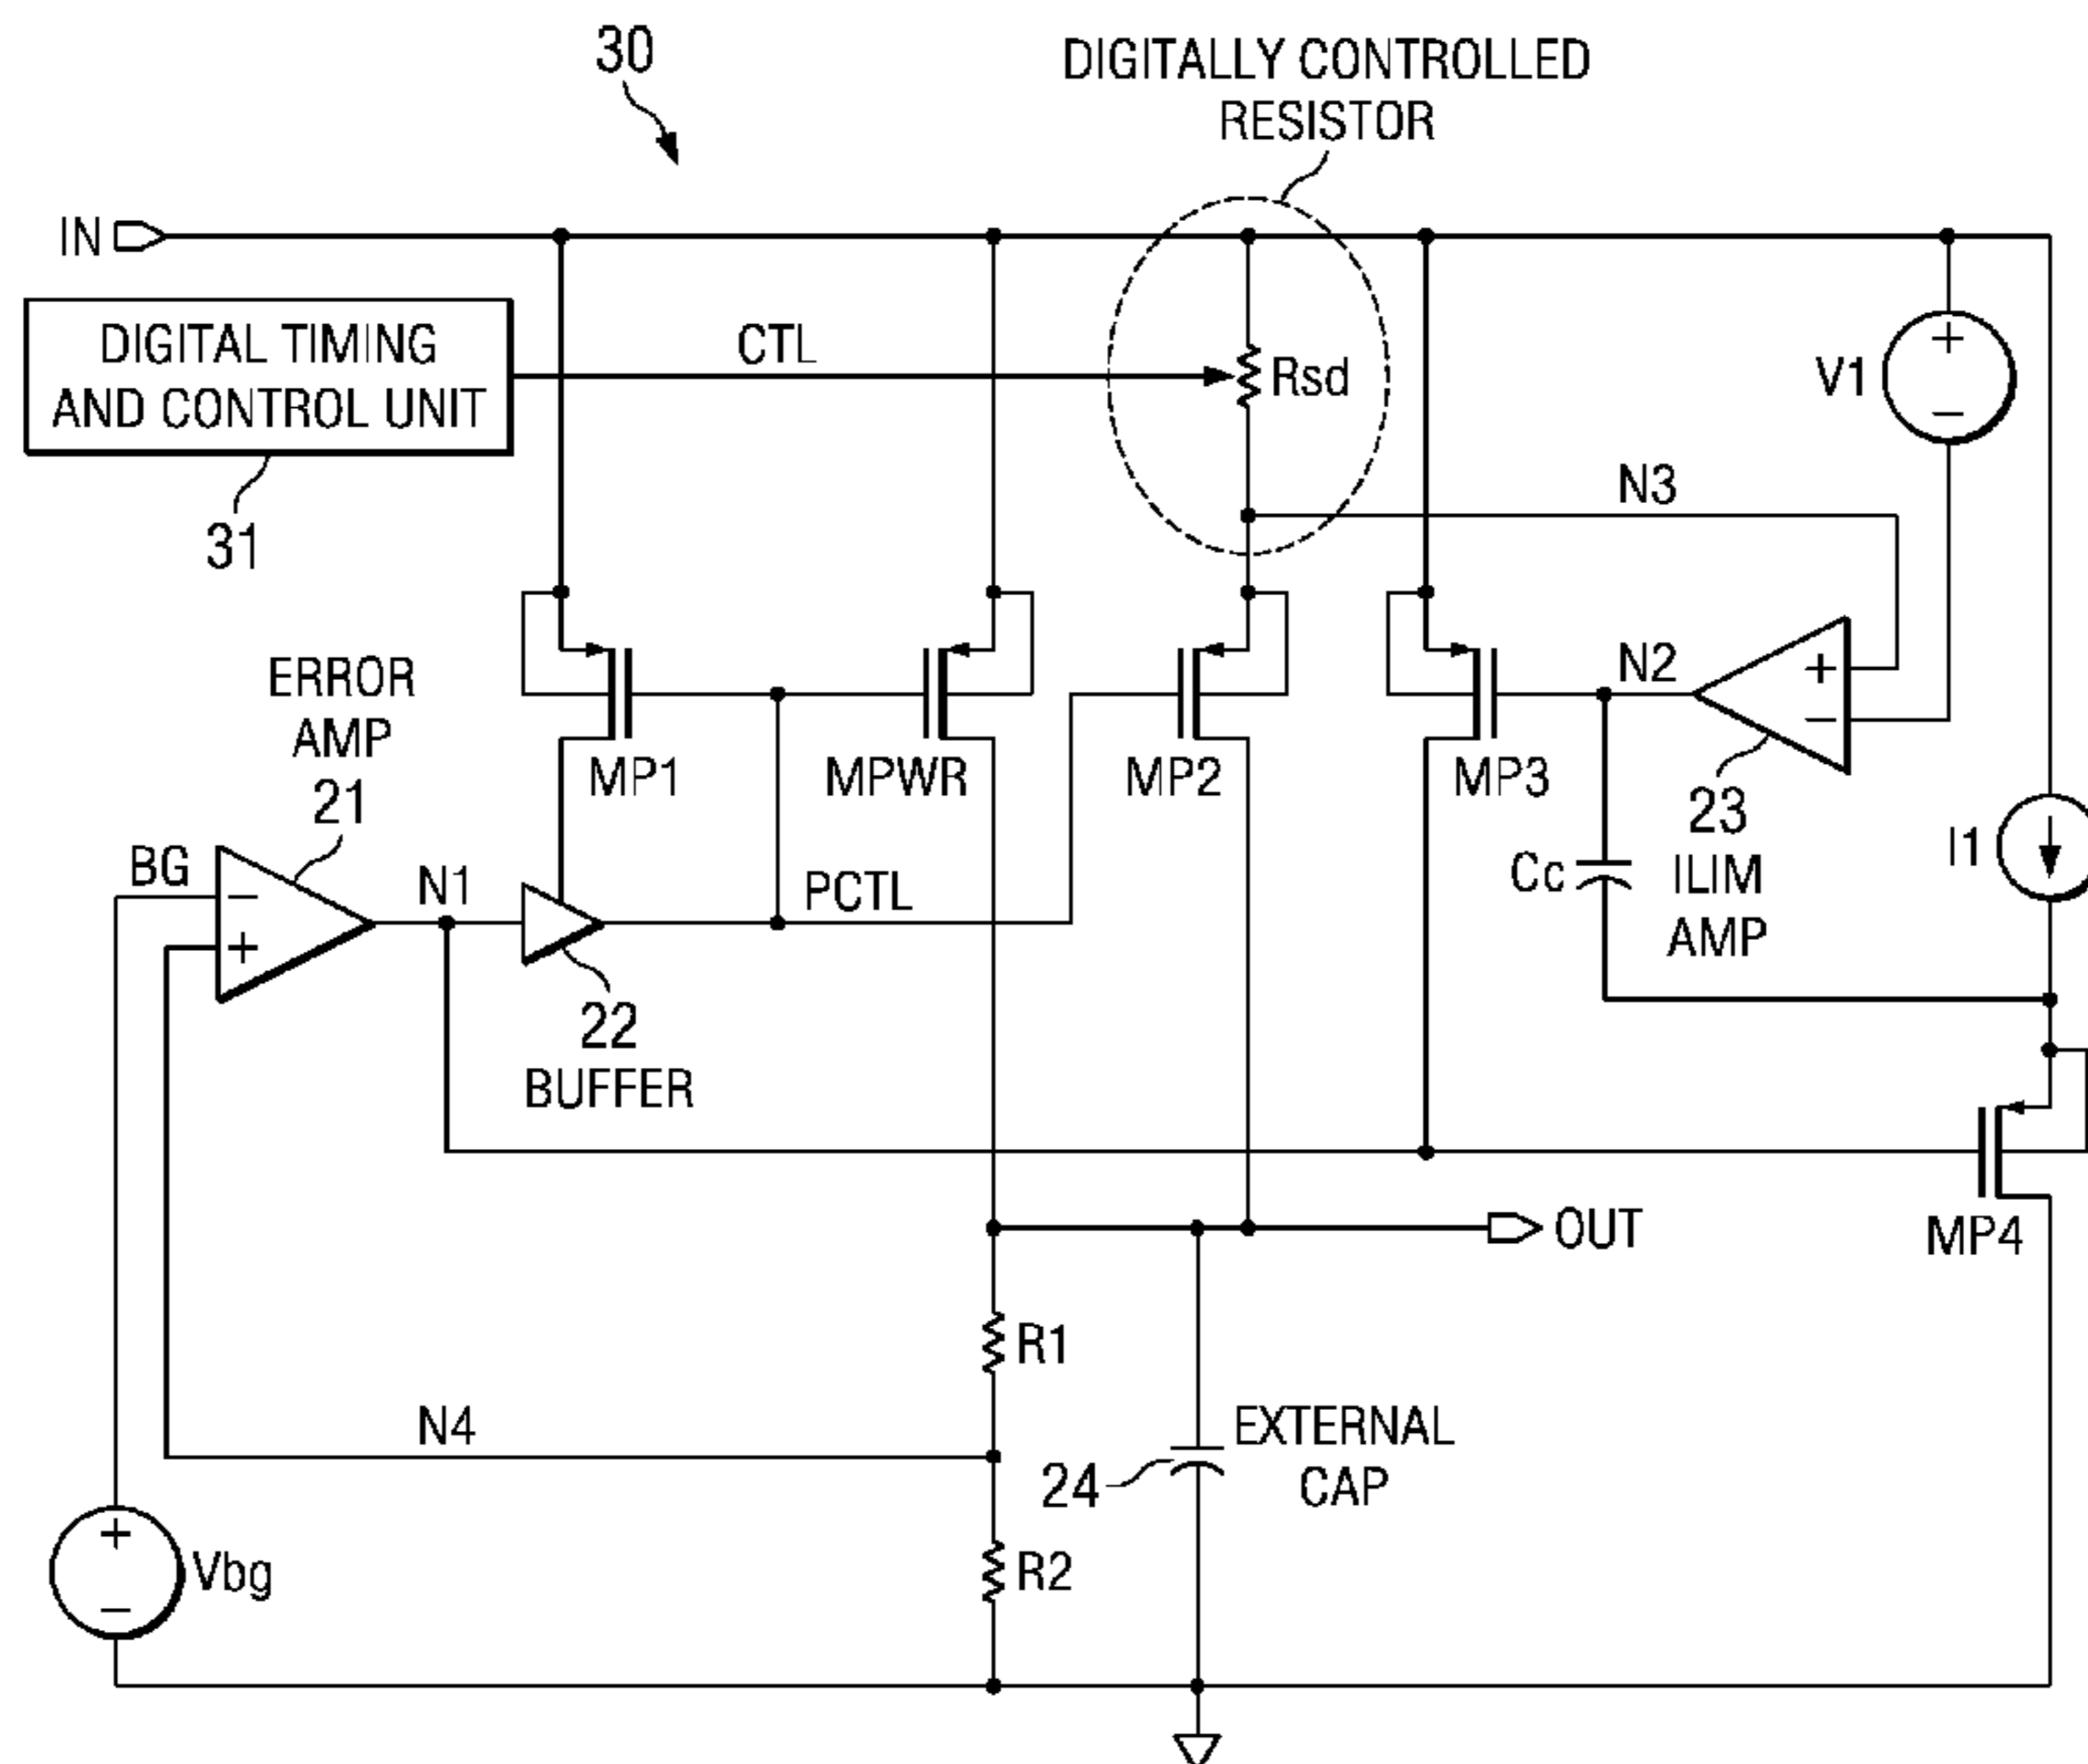 30
DIGITALLY CONTROLLED
RESISTOR
IN
DIGITAL TIMING
AND CONTROL UNIT
31
CTL
Rsd
+
V1
−
N3
ERROR
AMP
21
MP1
MPWR
MP2
MP3
N2
+
−
23
ILIM
AMP
Cc
I1
BG
−
+
N1
PCTL
22
BUFFER
OUT
MP4
R1
N4
EXTERNAL
CAP
24
+
Vbg
−
R2